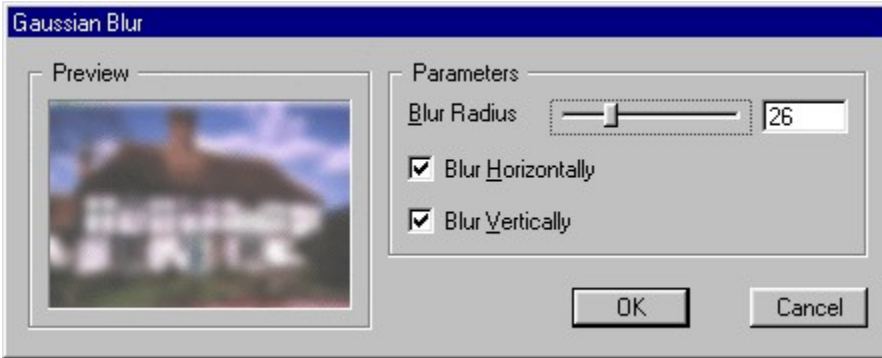 Gaussian Blur
Preview
Parameters
Blur Radius 26
Blur Horizontally
Blur Vertically
OK Cancel